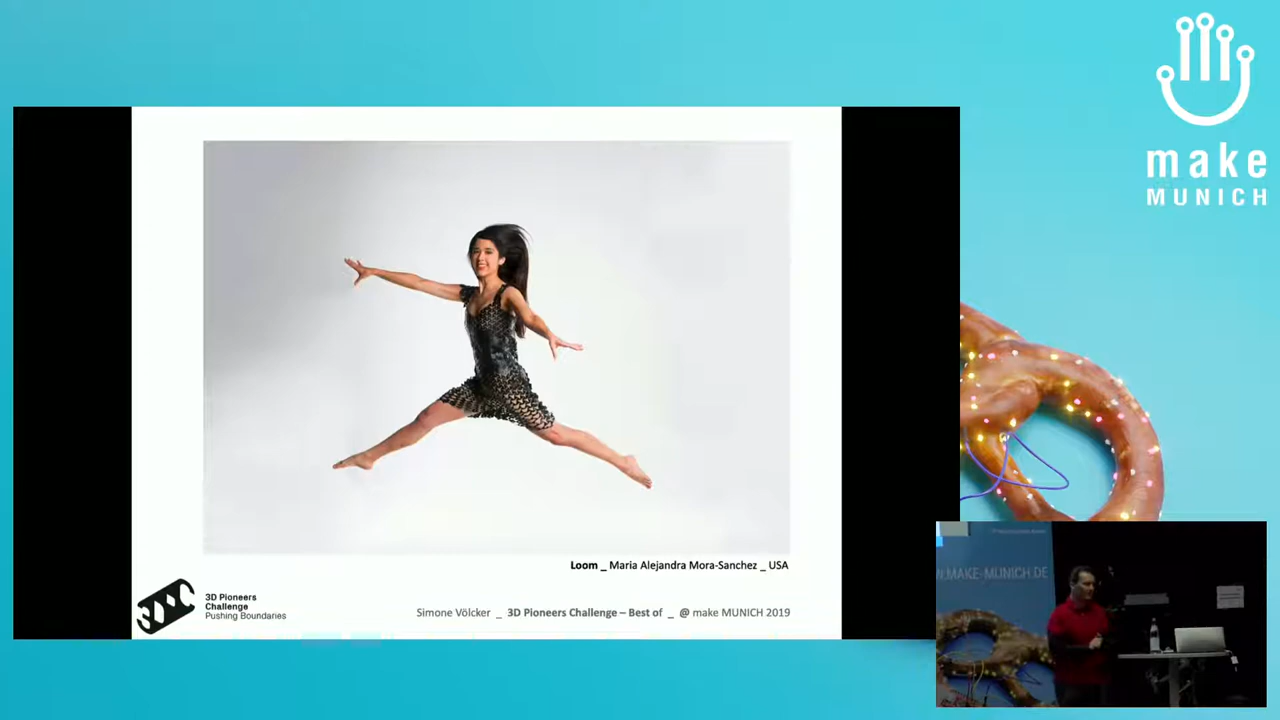 make
MUNICH
Loom _ Maria Alejandra Mora-Sanchez _ USA
3D Pioneers
Challenge
Pushing Boundaries
Simone Völcker _ 3D Pioneers Challenge – Best of _ @ make MUNICH 2019
N.MAKE-MUNICH.DE